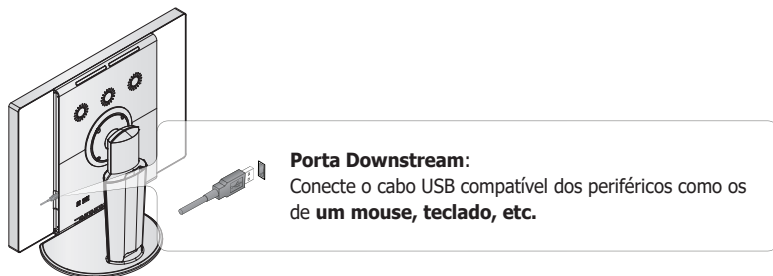 Porta Downstream:
Conecte o cabo USB compatível dos periféricos como os
de um mouse, teclado, etc.